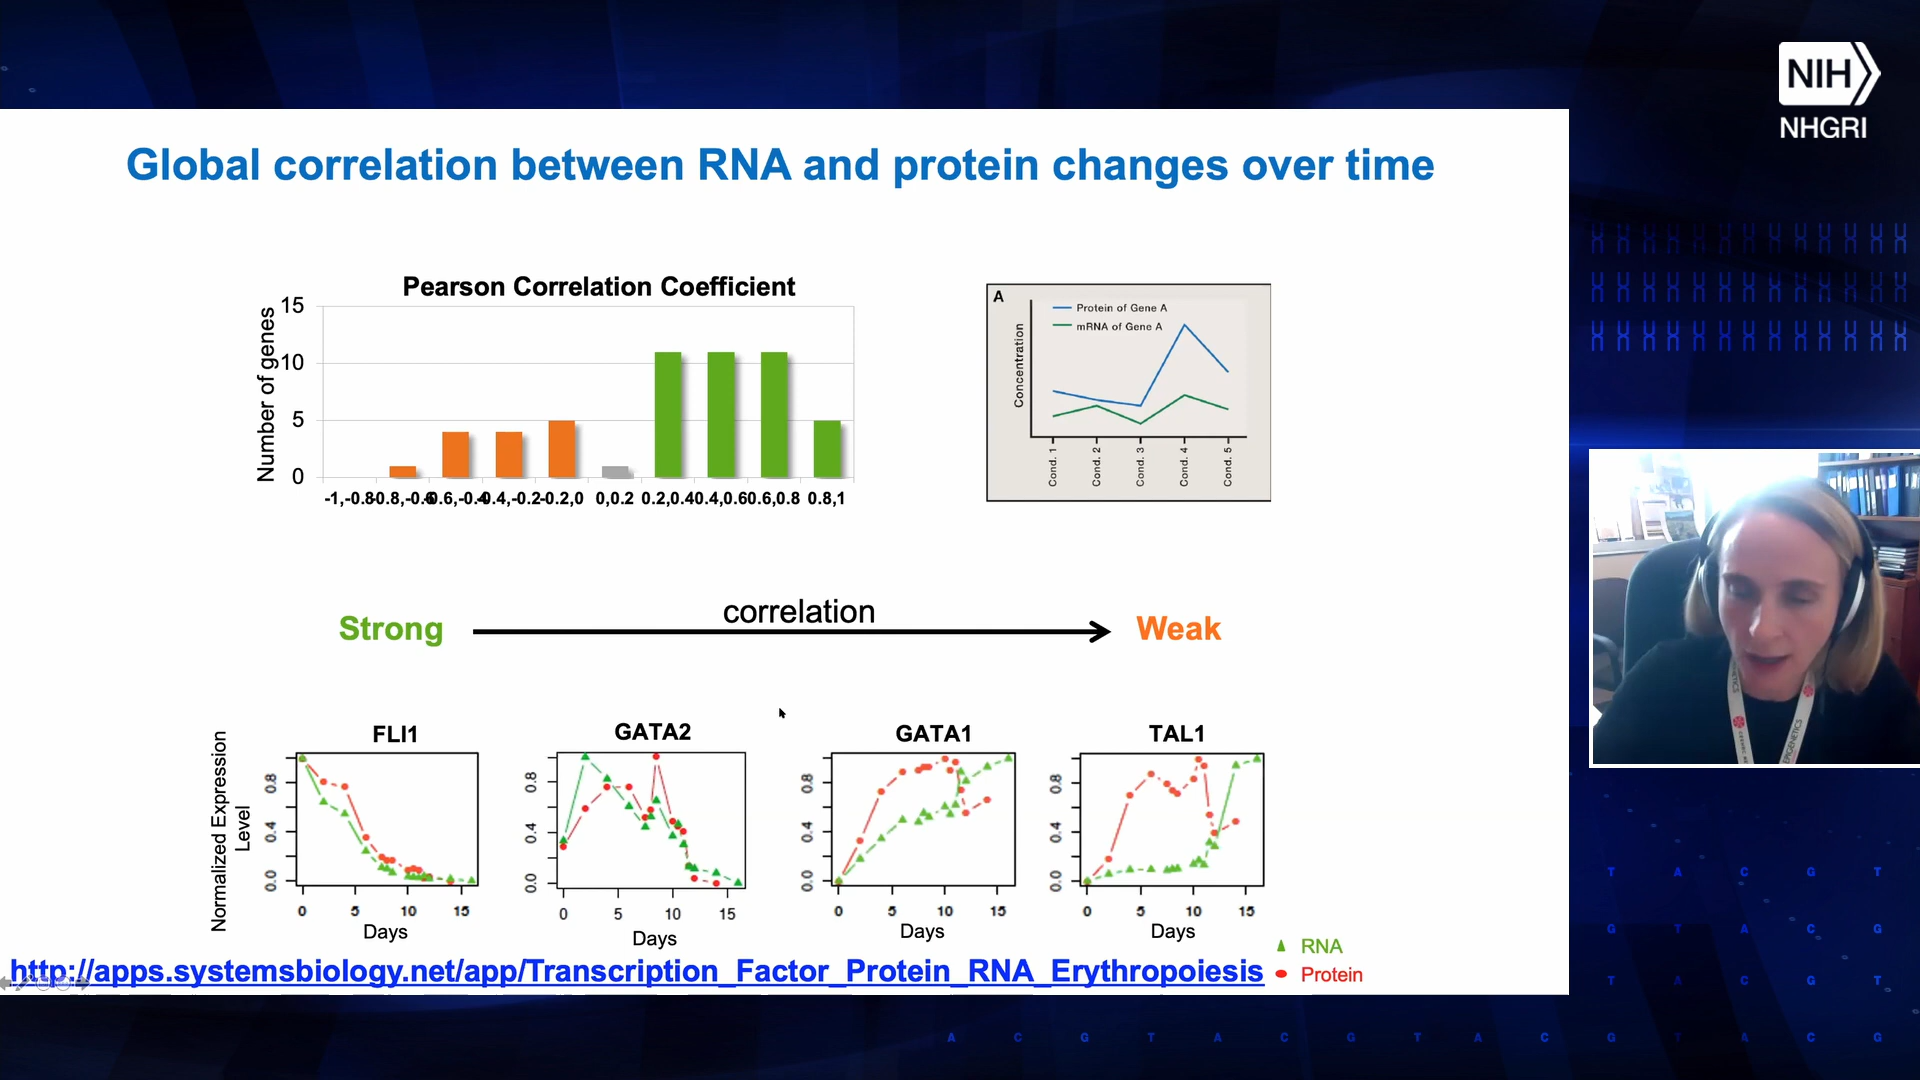 NIH
NHGRI
Global correlation between RNA and protein changes over time
Pearson Correlation Coefficient
Number of genes
15
10
5
0
-1,-0.8
-0.8,-0.6
-0.6,-0.4
-0.4,-0.2
-0.2,0
0,0.2
0.2,0.4
0.4,0.6
0.6,0.8
0.8,1
A
Protein of Gene A
mRNA of Gene A
Concentration
Cond. 1
Cond. 2
Cond. 3
Cond. 4
Cond. 5
Strong
correlation
Weak
Normalized Expression
Level
FLI1
0.8
0.4
0.0
0 5 10 15
Days
GATA2
0.8
0.4
0.0
0 5 10 15
Days
GATA1
0.8
0.4
0.0
0 5 10 15
Days
TAL1
0.8
0.4
0.0
0 5 10 15
Days
RNA
Protein
http://apps.systemsbiology.net/app/Transcription_Factor_Protein_RNA_Erythropoiesis
T A C G T
G T A C G
T A C G T
A C G T A C G T A C G T A C G